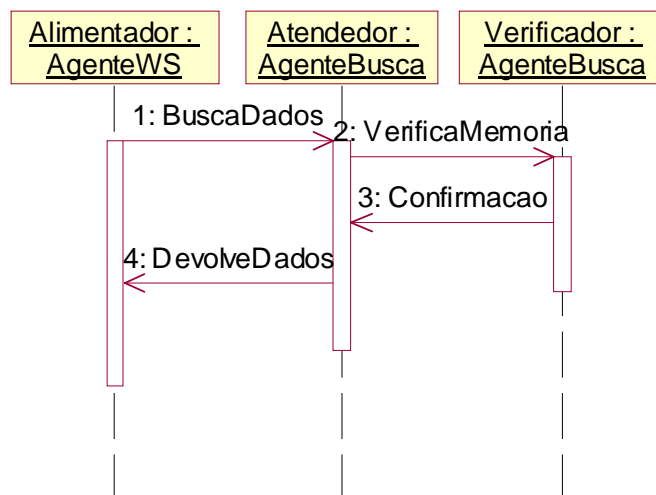 Alimentador :
AgenteWS
Atendedor :
AgenteBusca
Verificador :
AgenteBusca
1: BuscaDados
2: VerificaMemoria
3: Confirmacao
4: DevolveDados